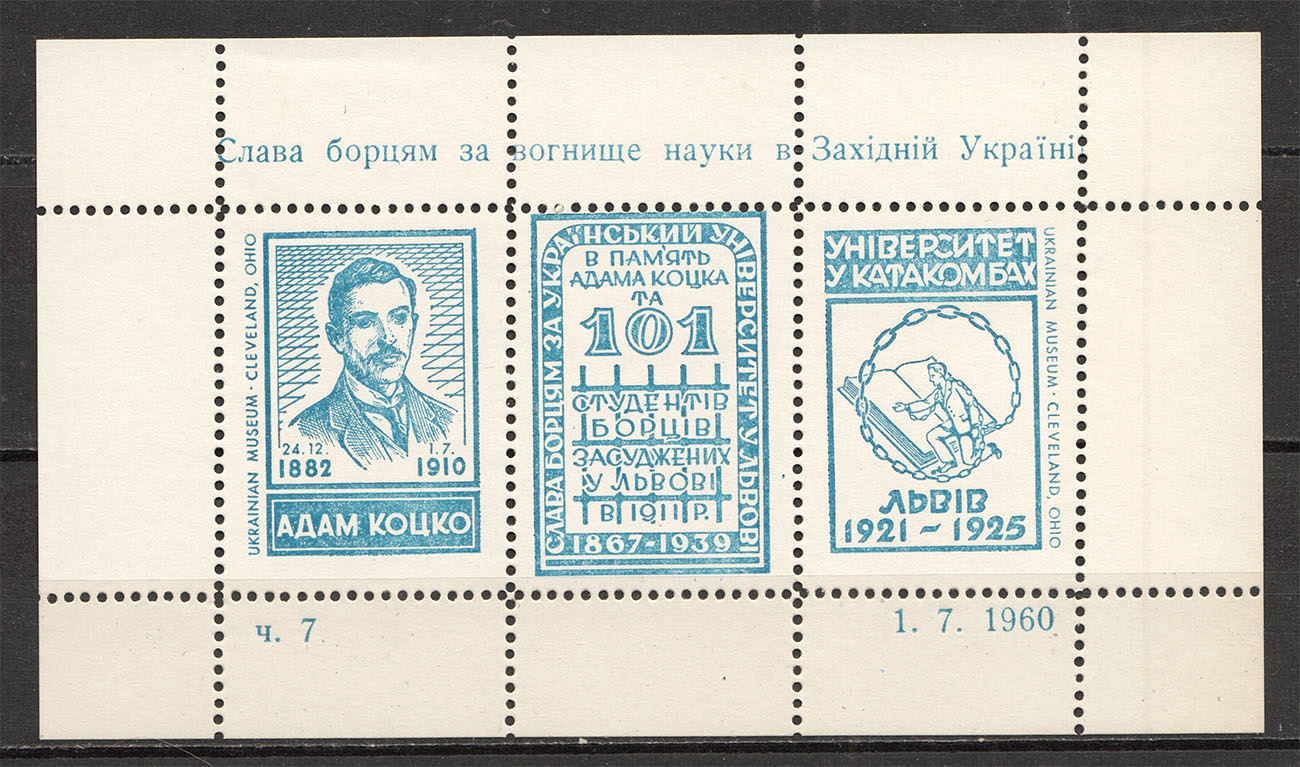 Слава борцям за вогнище науки в Західній Україні
UKRAINIAN MUSEUM · CLEVELAND, OHIO
24.12. 1.7.
1882 1910
АДАМ КОЦКО
СЛАВА БОРЦЯМ ЗА УКРАЇНСЬКИЙ УНІВЕРСИТЕТ У ЛЬВОВІ
В ПАМ'ЯТЬ
АДАМА КОЦКА
ТА
101
СТУДЕНТІВ
БОРЦІВ
ЗАСУДЖЕНИХ
У ЛЬВОВІ
В 1911 Р.
1867-1939
УНІВЕРСИТЕТ
У КАТАКОМБАХ
ЛЬВІВ
1921 - 1925
UKRAINIAN MUSEUM · CLEVELAND, OHIO
ч. 7
1. 7. 1960